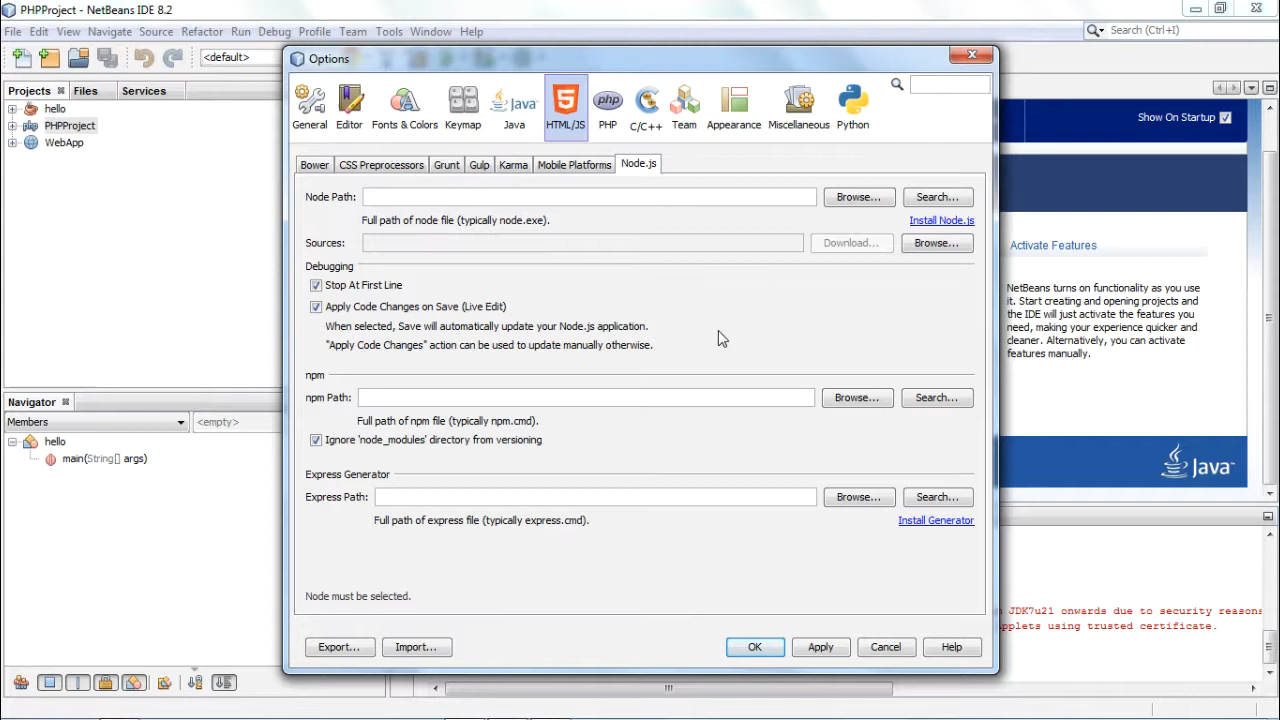 PHPProject - NetBeans IDE 8.2
File Edit View Navigate Source Refactor Run Debug Profile Team Tools Window Help
Search (Ctrl+I)
<default>
Projects Files Services
hello
PHPProject
WebApp
Navigator
Members
<empty>
hello
main(String[] args)
Options
General Editor Fonts & Colors Keymap Java HTML/JS PHP C/C++ Team Appearance Miscellaneous Python
Bower CSS Preprocessors Grunt Gulp Karma Mobile Platforms Node.js
Node Path: Browse... Search...
Full path of node file (typically node.exe). Install Node.js
Sources: Download... Browse...
Debugging
Stop At First Line
Apply Code Changes on Save (Live Edit)
When selected, Save will automatically update your Node.js application.
"Apply Code Changes" action can be used to update manually otherwise.
npm
npm Path: Browse... Search...
Full path of npm file (typically npm.cmd).
Ignore 'node_modules' directory from versioning
Express Generator
Express Path: Browse... Search...
Full path of express file (typically express.cmd). Install Generator
Node must be selected.
Export... Import... OK Apply Cancel Help
Show On Startup
Activate Features
NetBeans turns on functionality as you
use it. Start creating and opening projects and
the IDE will just activate the features you
need, making your experience quicker and
cleaner. Alternatively, you can activate
features manually.
Java
JDK7u21 onwards due to security reasons
pplets using trusted certificate.